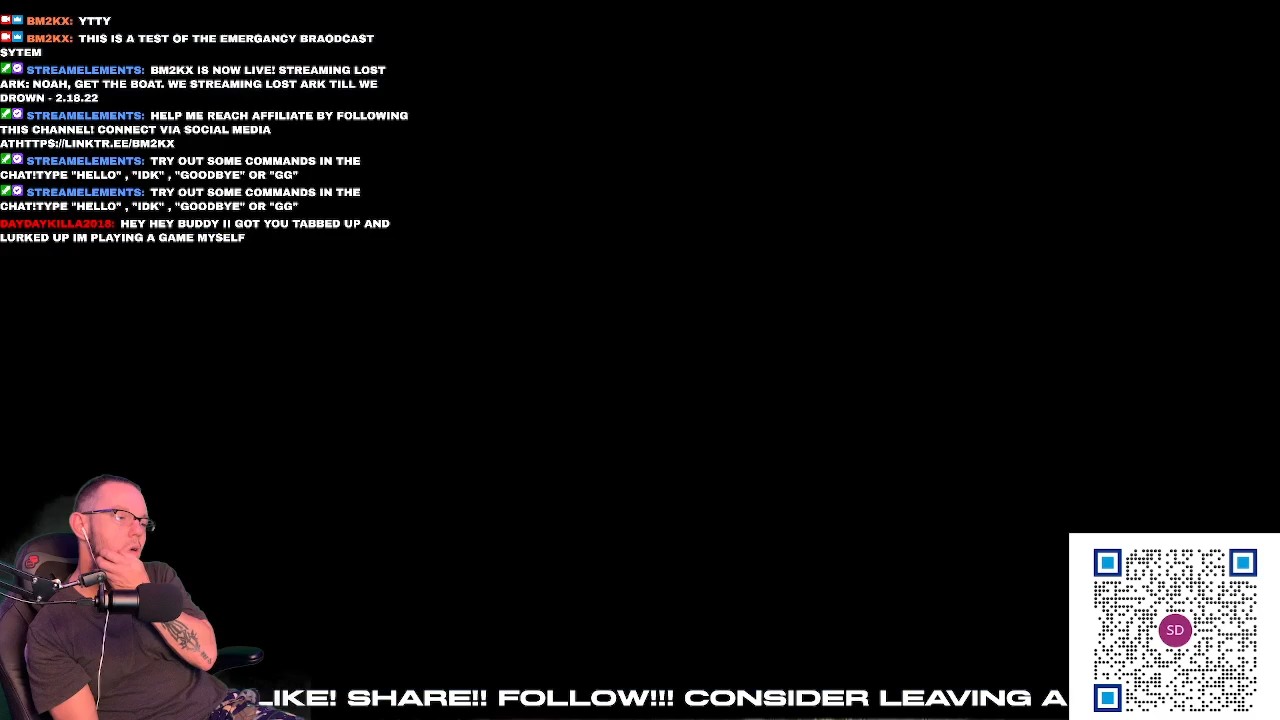 BM2KX: YTTY
BM2KX: THIS IS A TEST OF THE EMERGANCY BRAODCAST
SYTEM
STREAMELEMENTS: BM2KX IS NOW LIVE! STREAMING LOST
ARK: NOAH, GET THE BOAT. WE STREAMING LOST ARK TILL WE
DROWN - 2.18.22
STREAMELEMENTS: HELP ME REACH AFFILIATE BY FOLLOWING
THIS CHANNEL! CONNECT VIA SOCIAL MEDIA
ATHTTPS://LINKTR.EE/BM2KX
STREAMELEMENTS: TRY OUT SOME COMMANDS IN THE
CHAT!TYPE "HELLO" , "IDK" , "GOODBYE" OR "GG"
STREAMELEMENTS: TRY OUT SOME COMMANDS IN THE
CHAT!TYPE "HELLO" , "IDK" , "GOODBYE" OR "GG"
DAYDAYKILLA2018: HEY HEY BUDDY II GOT YOU TABBED UP AND
LURKED UP IM PLAYING A GAME MYSELF
SD
LIKE! SHARE!! FOLLOW!!! CONSIDER LEAVING A